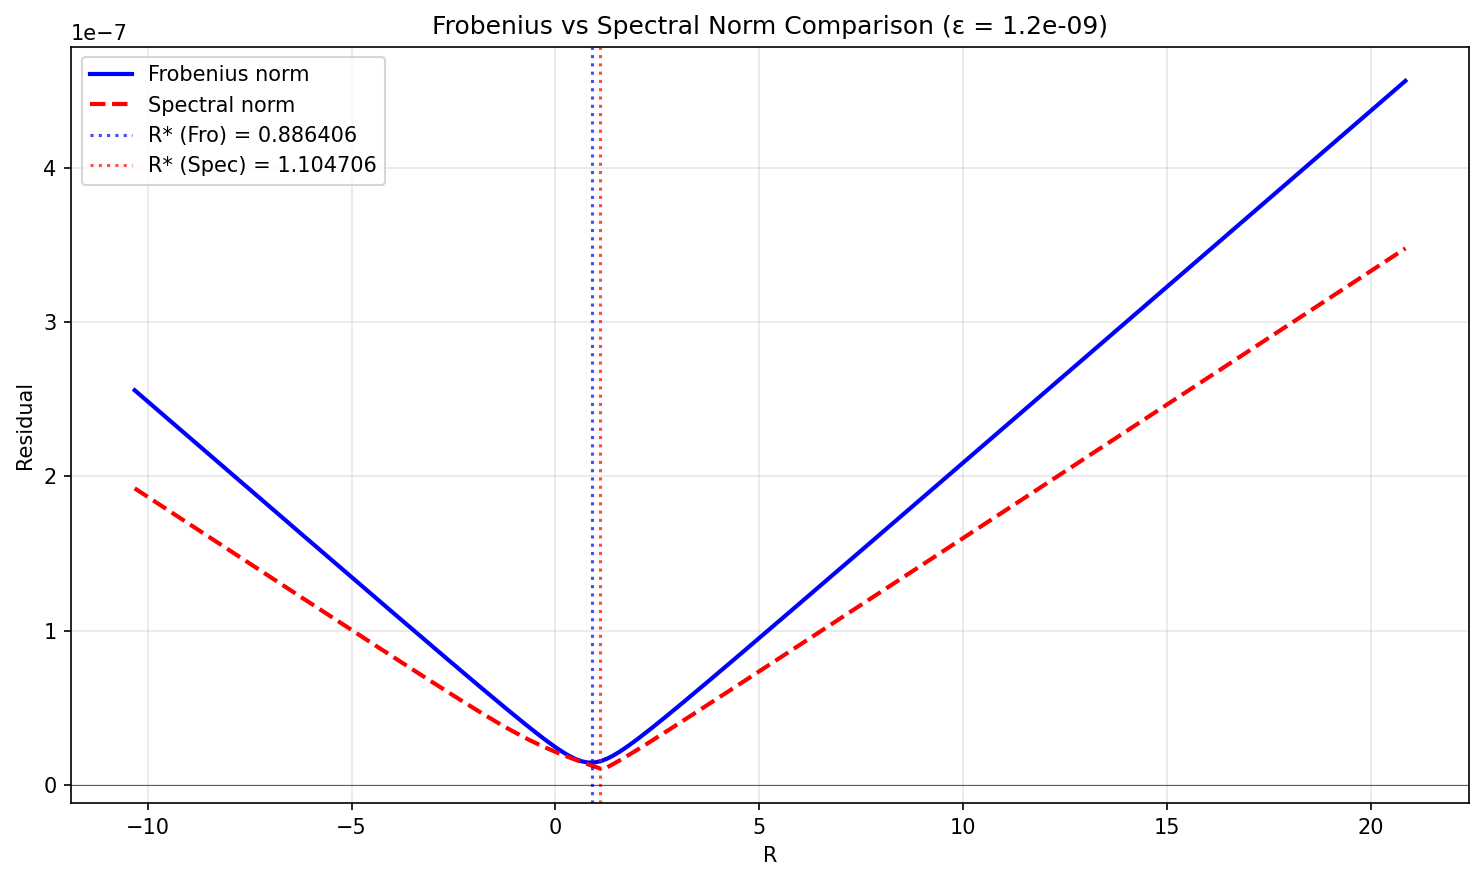 Frobenius vs Spectral Norm Comparison (ε = 1.2e-09)
1e−7
Frobenius norm
Spectral norm
R* (Fro) = 0.886406
R* (Spec) = 1.104706
4
3
2
1
0
Residual
−10 −5 0 5 10 15 20
R